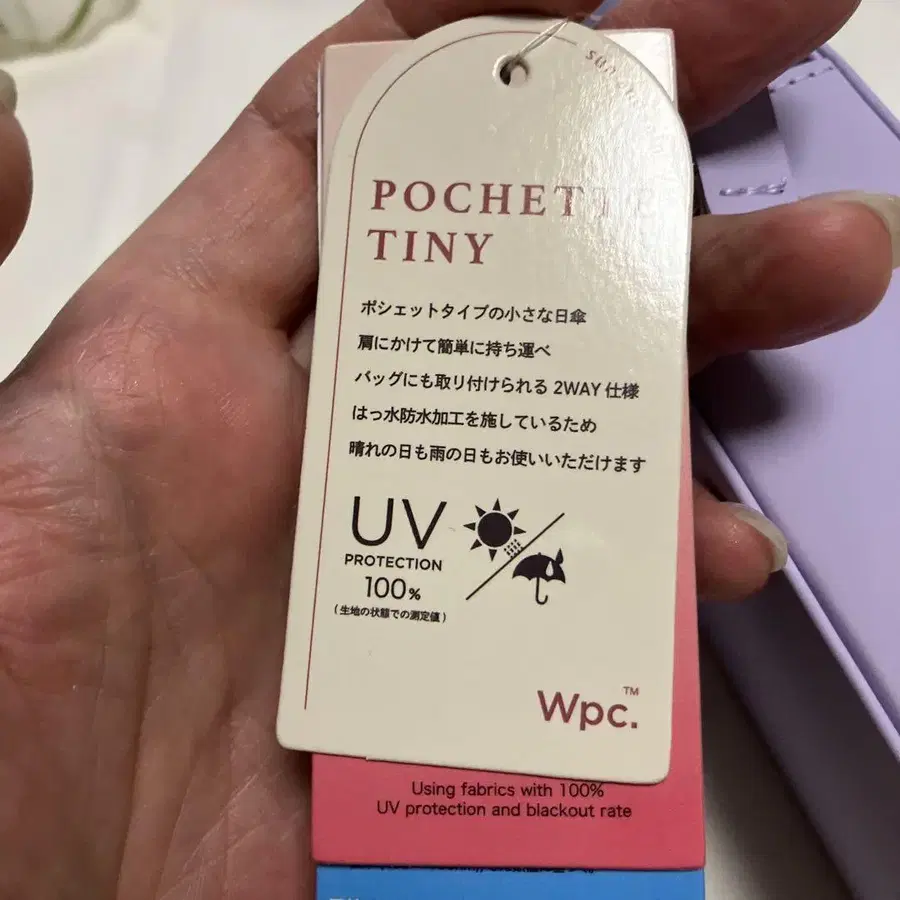 POCHETTE
TINY
ポシェットタイプの小さな日傘
肩にかけて簡単に持ち運べ
バッグにも取り付けられる 2WAY 仕様
はっ水防水加工を施しているため
晴れの日も雨の日もお使いいただけます
UV
PROTECTION
100%
(生地の状態での測定値)
Wpc.™
Using fabrics with 100%
UV protection and blackout rate